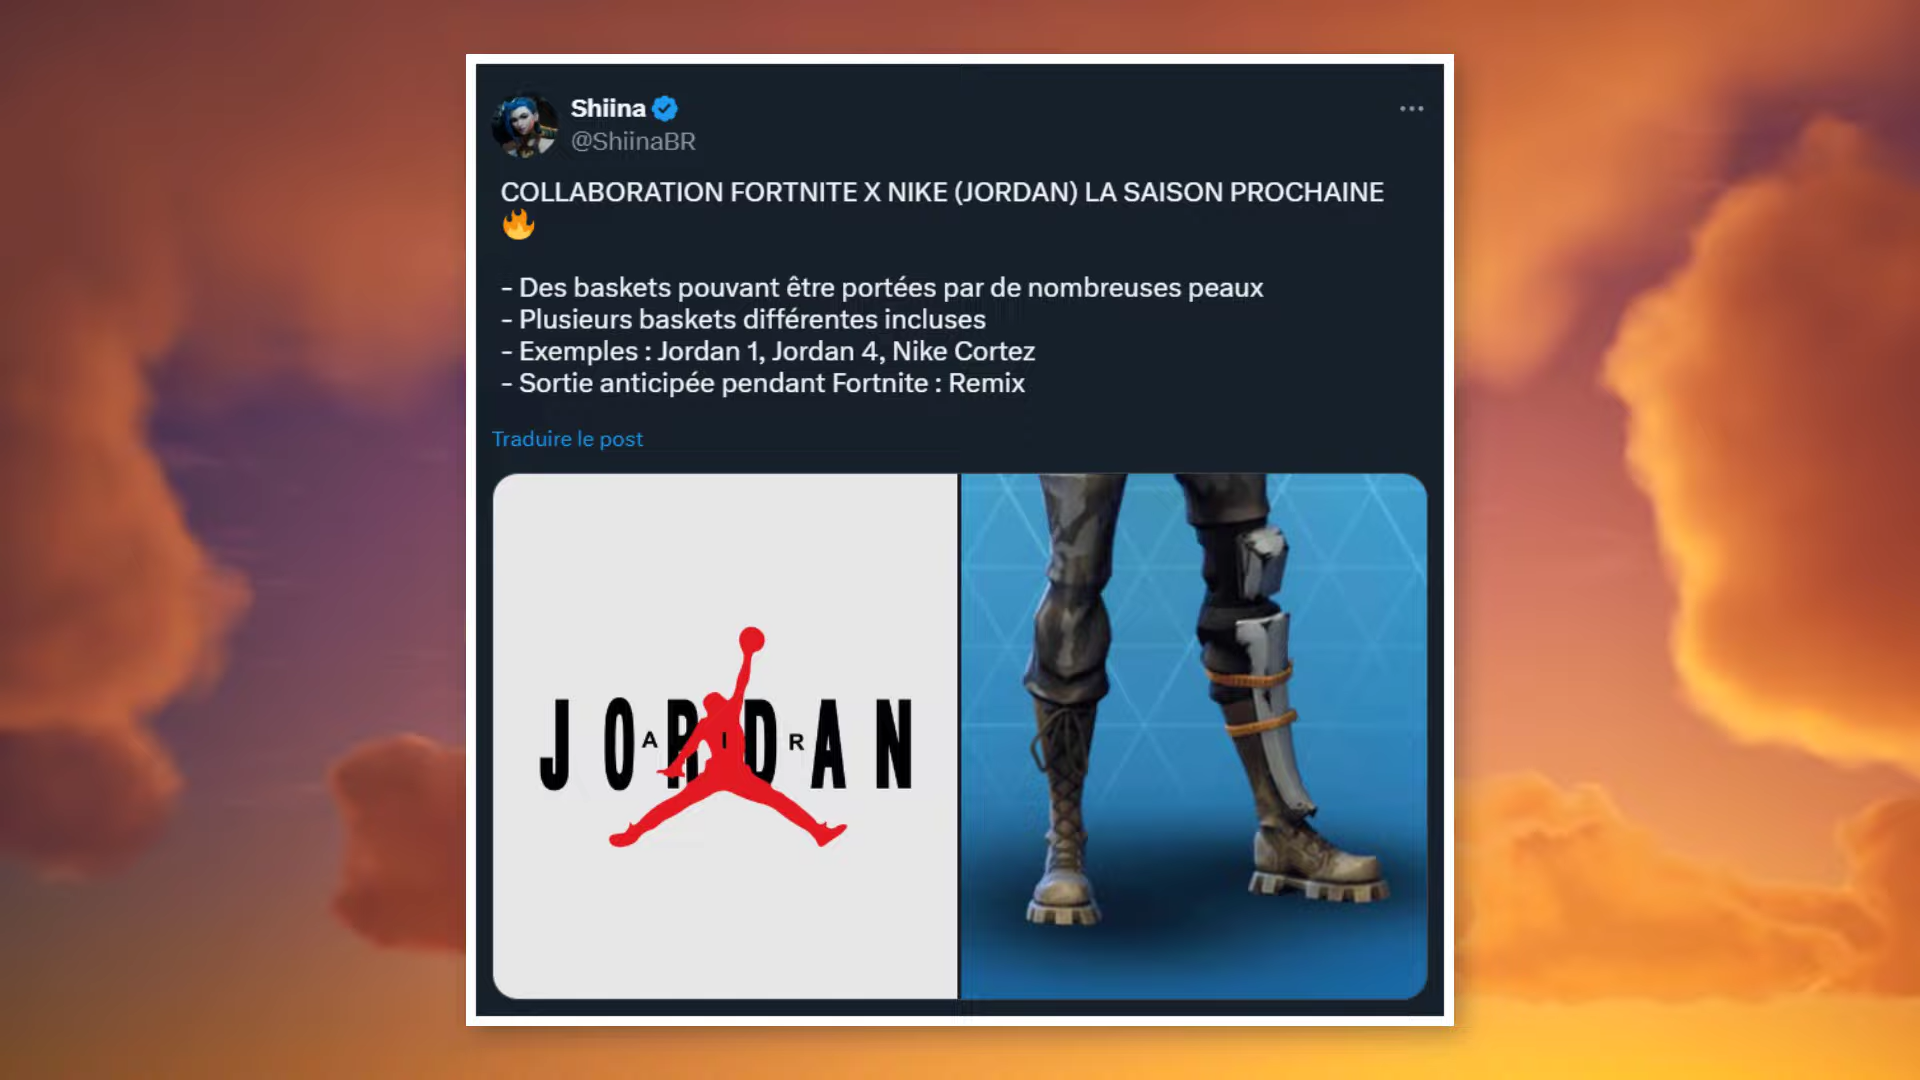 Shiina
@ShiinaBR
COLLABORATION FORTNITE X NIKE (JORDAN) LA SAISON PROCHAINE
🔥
- Des baskets pouvant être portées par de nombreuses peaux
- Plusieurs baskets différentes incluses
- Exemples : Jordan 1, Jordan 4, Nike Cortez
- Sortie anticipée pendant Fortnite : Remix
Traduire le post
JORDAN
AIR